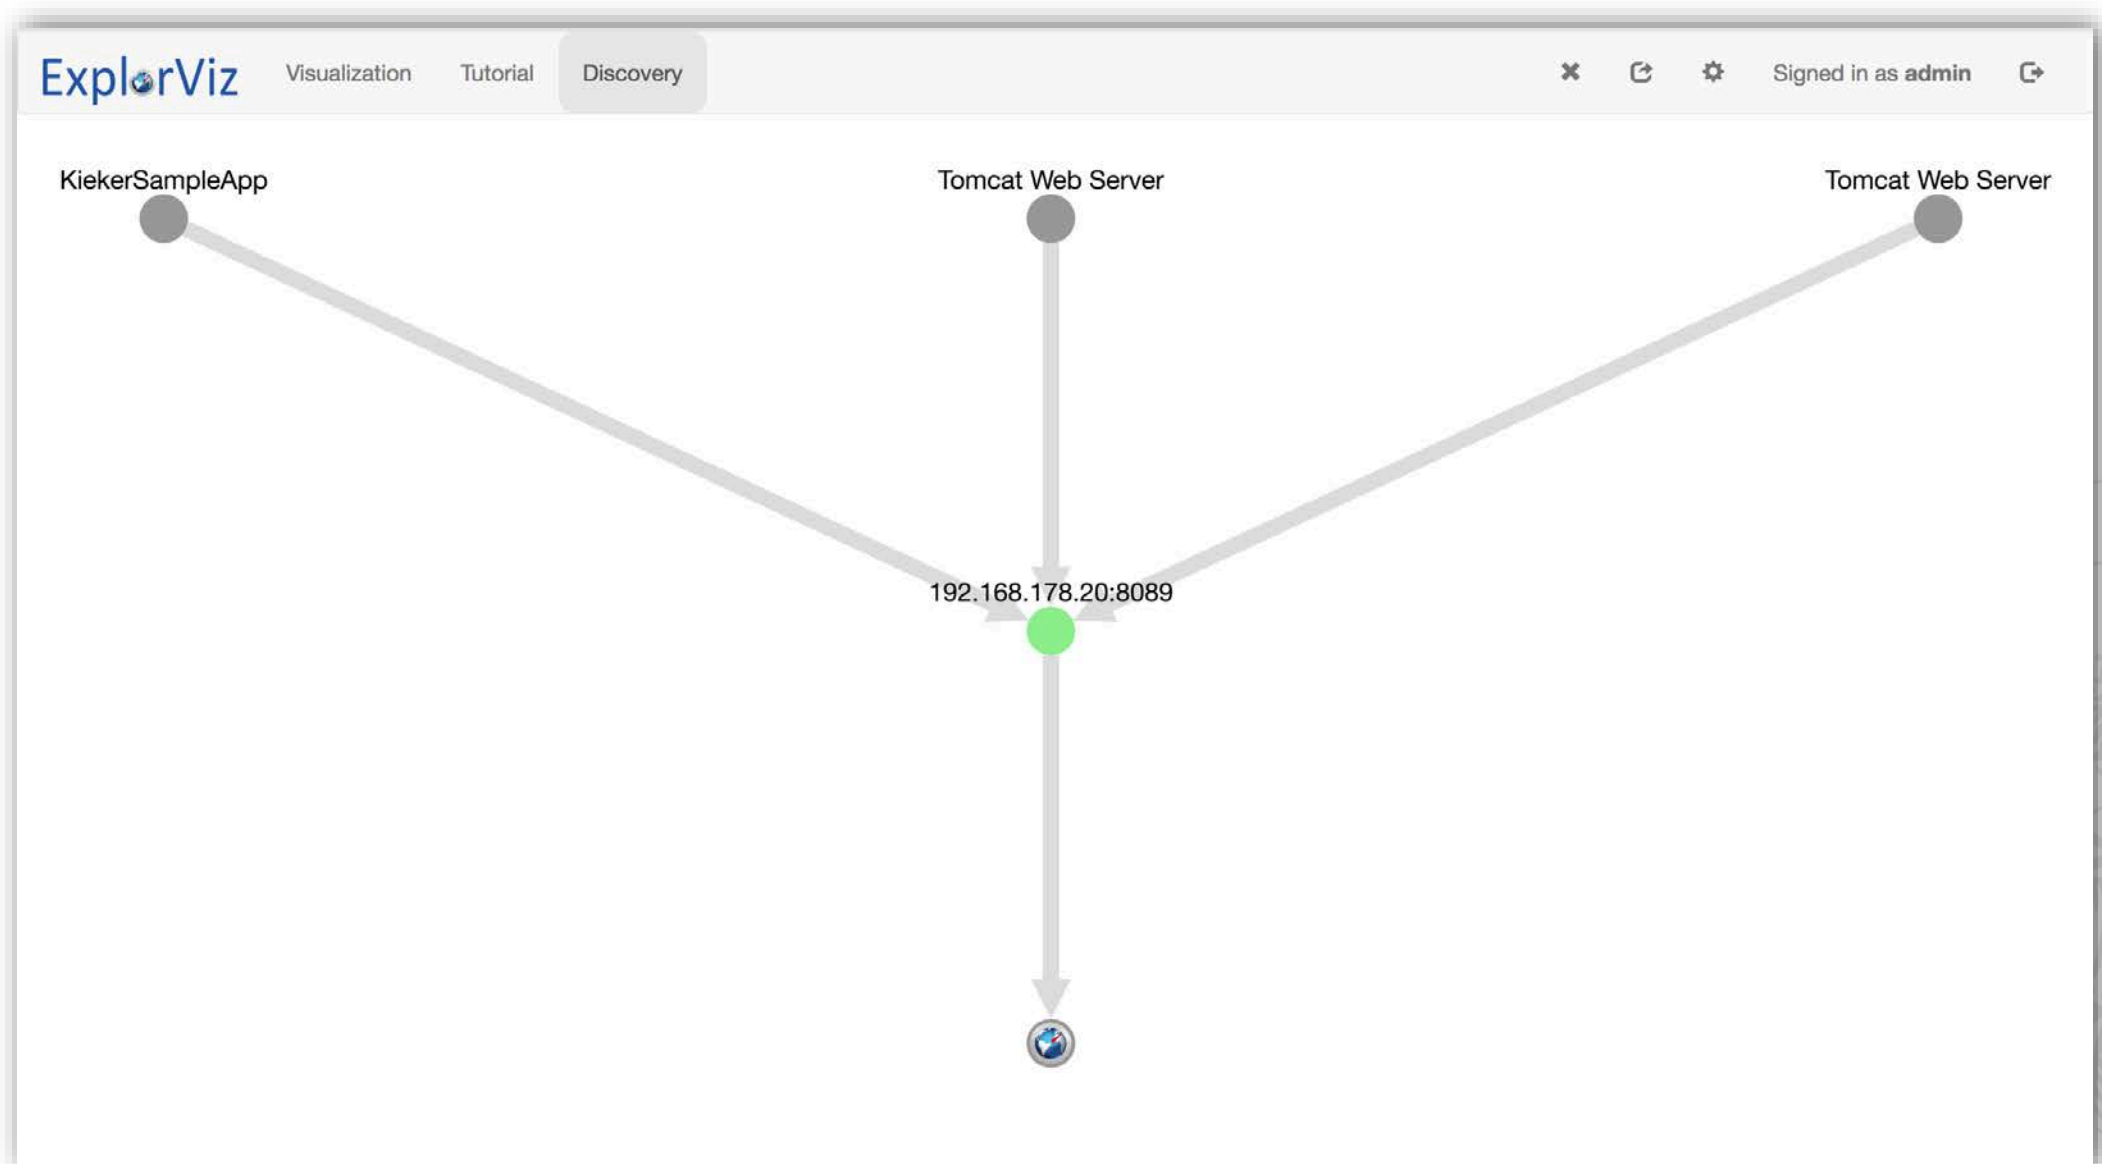 ExplorViz Visualization Tutorial Discovery Signed in as admin
KiekerSampleApp Tomcat Web Server Tomcat Web Server
192.168.178.20:8089